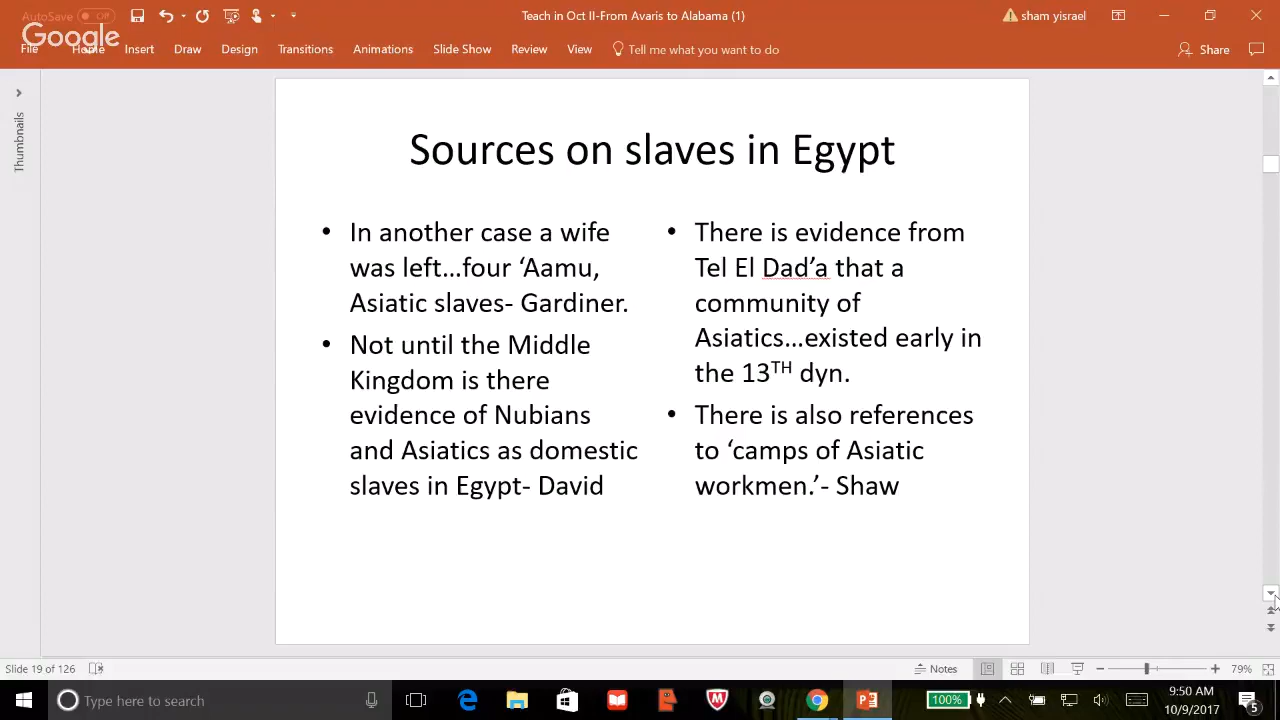 AutoSave Off
Teach in Oct II-From Avaris to Alabama (1)
sham yisrael
Google
File Home Insert Draw Design Transitions Animations Slide Show Review View Tell me what you want to do
Share
Thumbnails
Sources on slaves in Egypt
• In another case a wife
was left…four ‘Aamu,
Asiatic slaves- Gardiner.
• Not until the Middle
Kingdom is there
evidence of Nubians
and Asiatics as domestic
slaves in Egypt- David
• There is evidence from
Tel El Dad’a that a
community of
Asiatics…existed early in
the 13TH dyn.
• There is also references
to ‘camps of Asiatic
workmen.’- Shaw
Slide 19 of 126
Notes
79%
Type here to search
100%
9:50 AM
10/9/2017
5